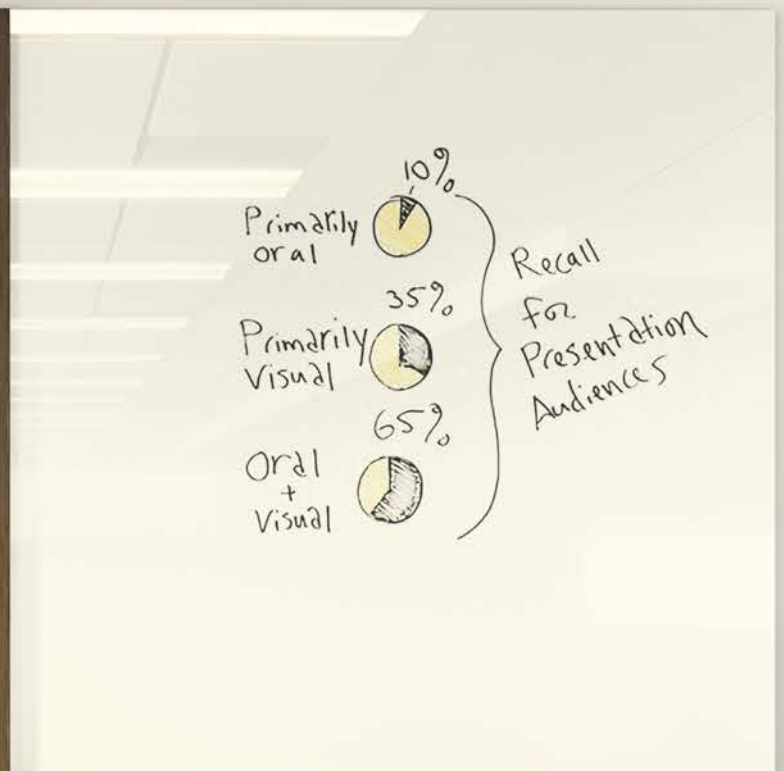 10%
Primarily
oral
35%
Primarily
Visual
65%
Oral
+
Visual
Recall
for
Presentation
Audiences